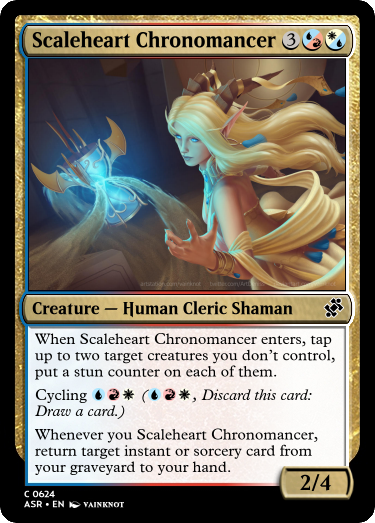 Scaleheart Chronomancer 3
Creature — Human Cleric Shaman
When Scaleheart Chronomancer enters, tap
up to two target creatures you don't control,
put a stun counter on each of them.
Cycling (, Discard this card:
Draw a card.)
Whenever you Scaleheart Chronomancer,
return target instant or sorcery card from
your graveyard to your hand.
2/4
C 0624
ASR • EN VAINKNOT